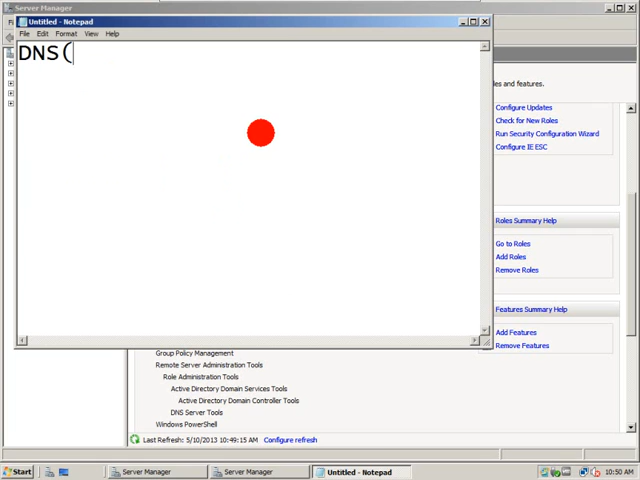 Server Manager
Untitled - Notepad
File Edit Format View Help
DNS(
les and features.
Configure Updates
Check for New Roles
Run Security Configuration Wizard
Configure IE ESC
Roles Summary Help
Go to Roles
Add Roles
Remove Roles
Features Summary Help
Add Features
Remove Features
Group Policy Management
Remote Server Administration Tools
Role Administration Tools
Active Directory Domain Services Tools
Active Directory Domain Controller Tools
DNS Server Tools
Windows PowerShell
Last Refresh: 5/10/2013 10:49:15 AM Configure refresh
Start Server Manager Server Manager Untitled - Notepad 10:50 AM